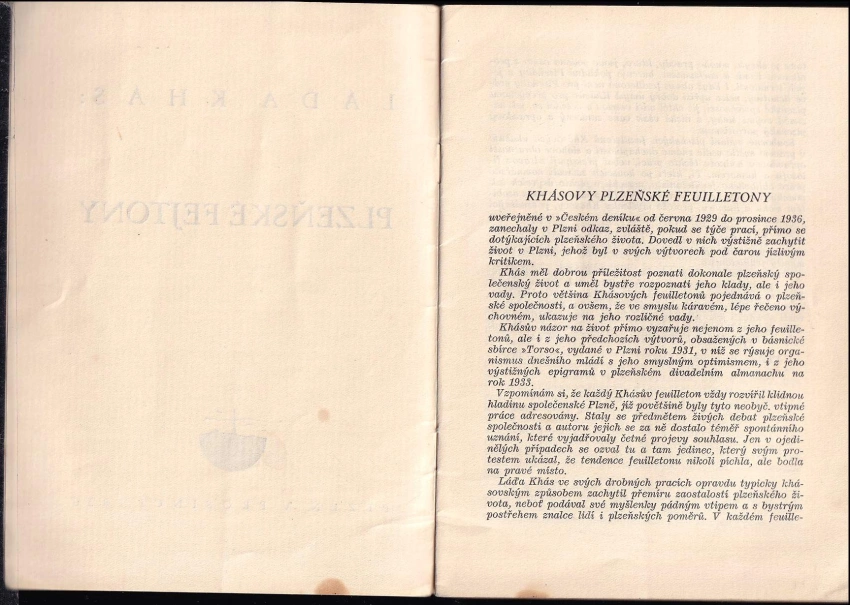 LÁĎA KHÁS:
PLZEŇSKÉ FEJTONY
KHÁSOVY PLZEŇSKÉ FEUILLETONY
uveřejněné v »Českém deníku« od června 1929 do prosince 1936,
zanechaly v Plzni odkaz, zvláště, pokud se týče prací, přímo se
dotýkajících plzeňského života. Dovedl v nich výstižně zachytit
život v Plzni, jehož byl v svých výtvorech pod čarou jízlivým
kritikem.
Khás měl dobrou příležitost poznati dokonale plzeňský spo-
lečenský život a uměl bystře rozpoznati jeho klady, ale i jeho
vady. Proto většina Khásových feuilletonů pojednává o plzeň-
ské společnosti, a ovšem, že ve smyslu káravém, lépe řečeno vý-
chovném, ukazuje na jeho rozličné vady.
Khásův názor na život přímo vyzařuje nejenom z jeho feuille-
tonů, ale i z jeho předchozích výtvorů, obsažených v básnické
sbírce »Torso«, vydané v Plzni roku 1931, v níž se rýsuje orga-
nismus dnešního mládí s jeho smyslným optimismem, i z jeho
výstižných epigramů v plzeňském divadelním almanachu na
rok 1933.
Vzpomínám si, že každý Khásův feuilleton vždy rozvířil klidnou
hladinu společenské Plzně, jíž povětšině byly tyto neobyč. vtipné
práce adresovány. Staly se předmětem živých debat plzeňské
společnosti a autoru jejich se za ně dostalo téměř spontánního
uznání, které vyjadřovaly četné projevy souhlasu. Jen v ojedi-
nělých případech se ozval tu a tam jedinec, který svým pro-
testem ukázal, že tendence feuilletonu nikoli píchla, ale bodla
na pravé místo.
Láďa Khás ve svých drobných pracích opravdu typicky khá-
sovským způsobem zachytil přemíru zaostalosti plzeňského ži-
vota, neboť podával své myšlenky pádným vtipem a s bystrým
postřehem znalce lidí i plzeňských poměrů. V každém feuille-